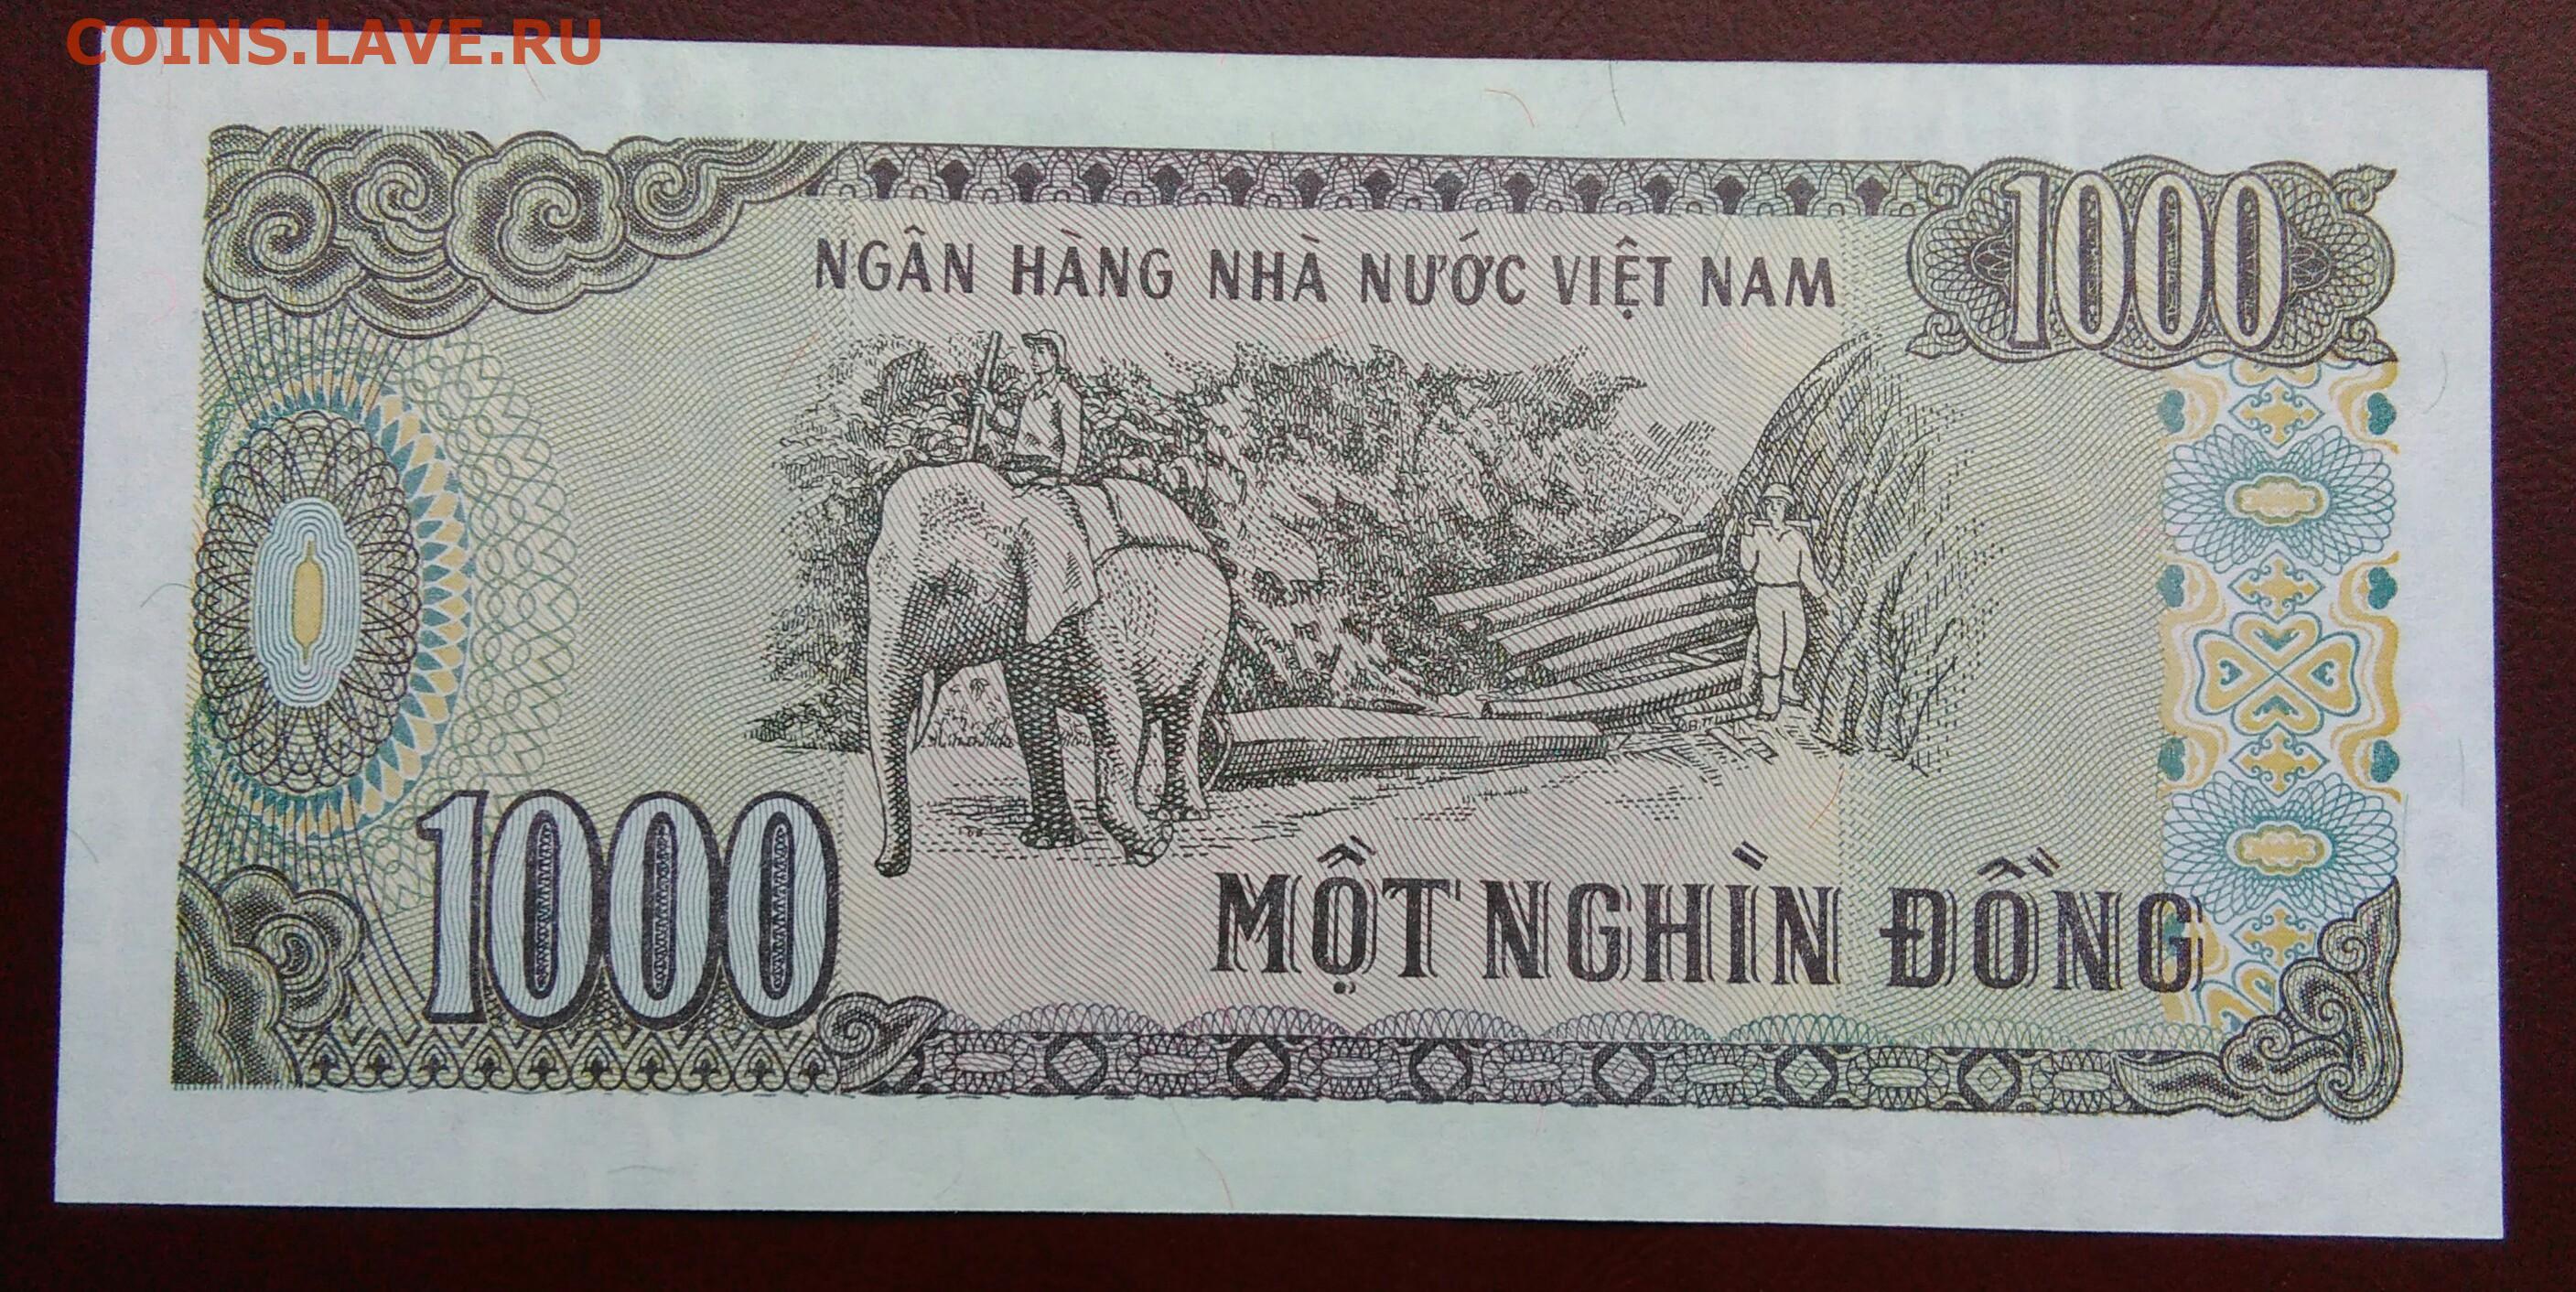 COINS.LAVE.RU
NGÂN HÀNG NHÀ NƯỚC VIỆT NAM
1000
1000
MỘT NGHÌN ĐỒNG